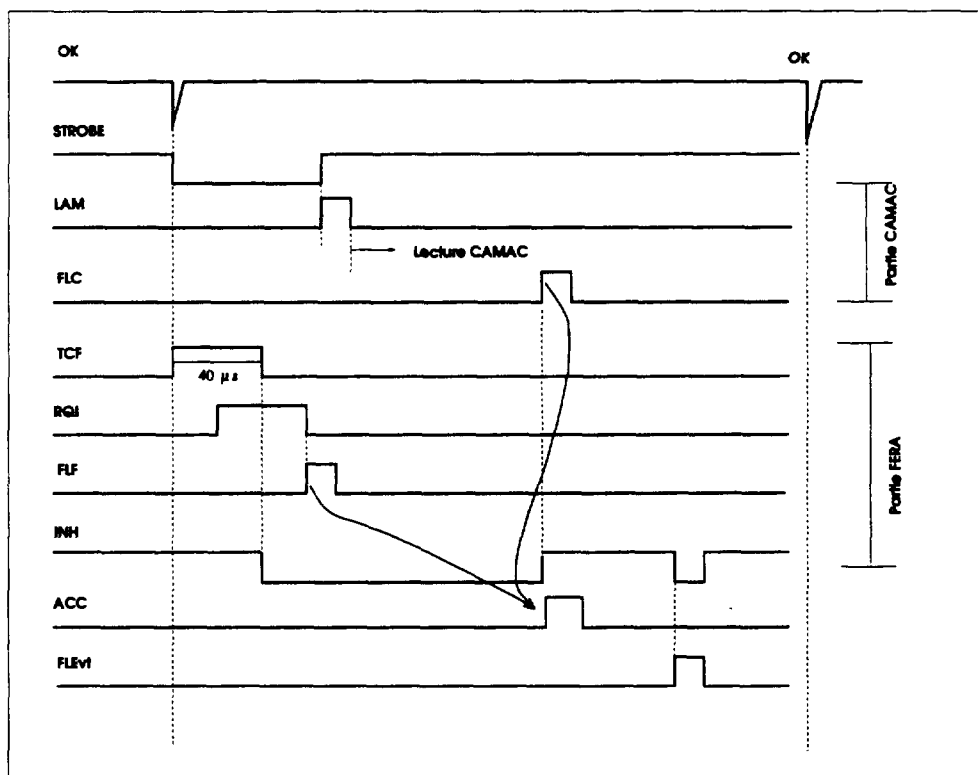 OK
OK
STROBE
LAM
Lecture CAMAC
FLC
TCF
40 μs
RQI
FLF
INH
ACC
FLEvt
Partie CAMAC
Partie FERA